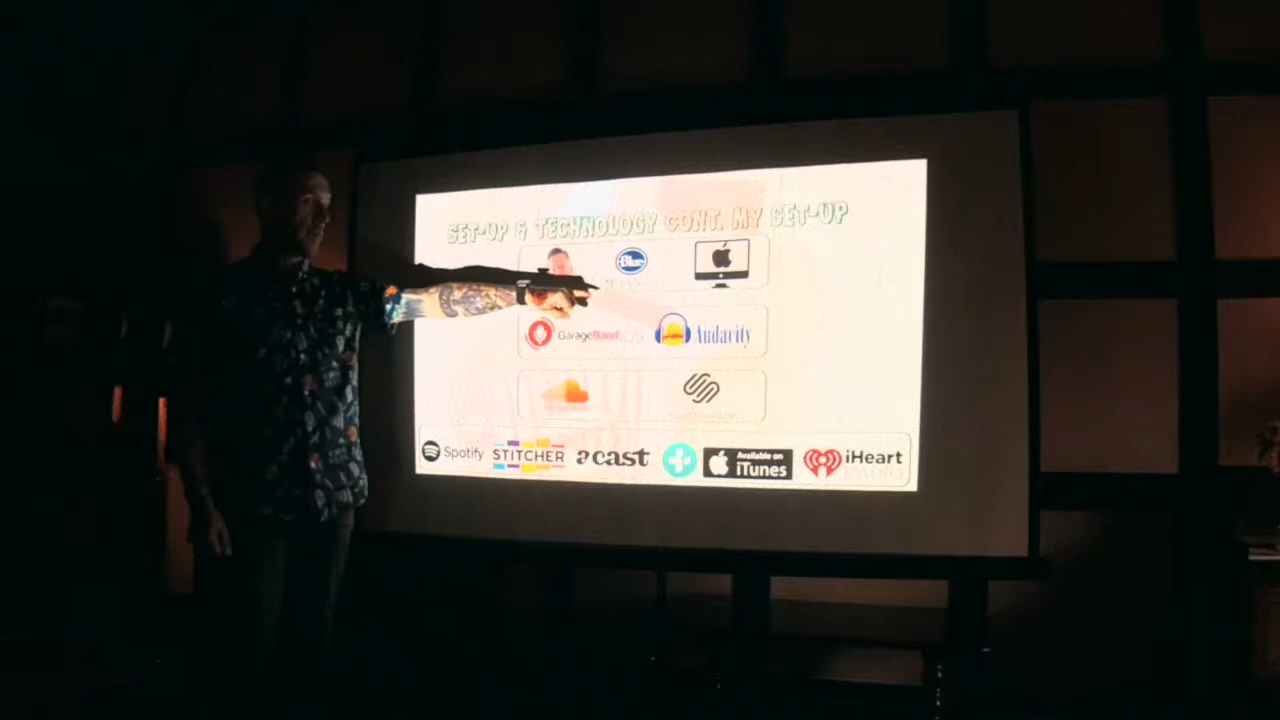 SET-UP & TECHNOLOGY CONT. MY SET-UP
Blue
GarageBand Audacity
Spotify STITCHER acast Available on iTunes iHeart RADIO